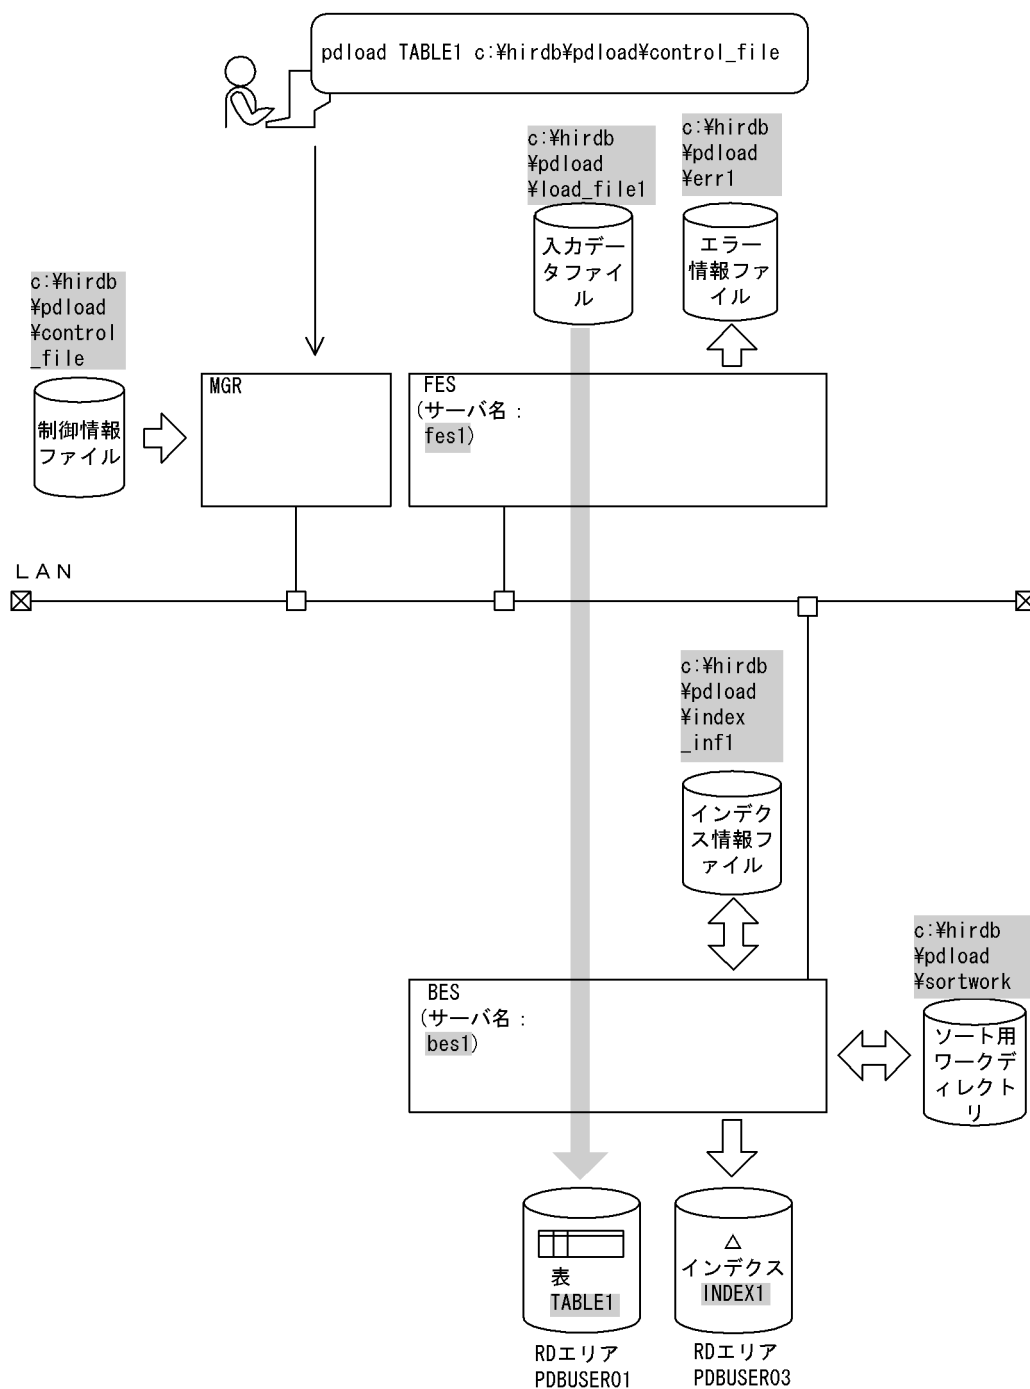 pdload TABLE1 c:¥hirdb¥pdload¥control_file
c:¥hirdb
¥pdload
¥load_file1
入力デー
タファイ
ル
c:¥hirdb
¥pdload
¥err1
エラー
情報ファ
イル
c:¥hirdb
¥pdload
¥control
_file
制御情報
ファイル
MGR
FES
(サーバ名：
fes1)
LAN
c:¥hirdb
¥pdload
¥index
_inf1
インデク
ス情報フ
ァイル
BES
(サーバ名：
bes1)
c:¥hirdb
¥pdload
¥sortwork
ソート用
ワークデ
ィレクト
リ
表
TABLE1
インデクス
INDEX1
RDエリア
PDBUSER01
RDエリア
PDBUSER03